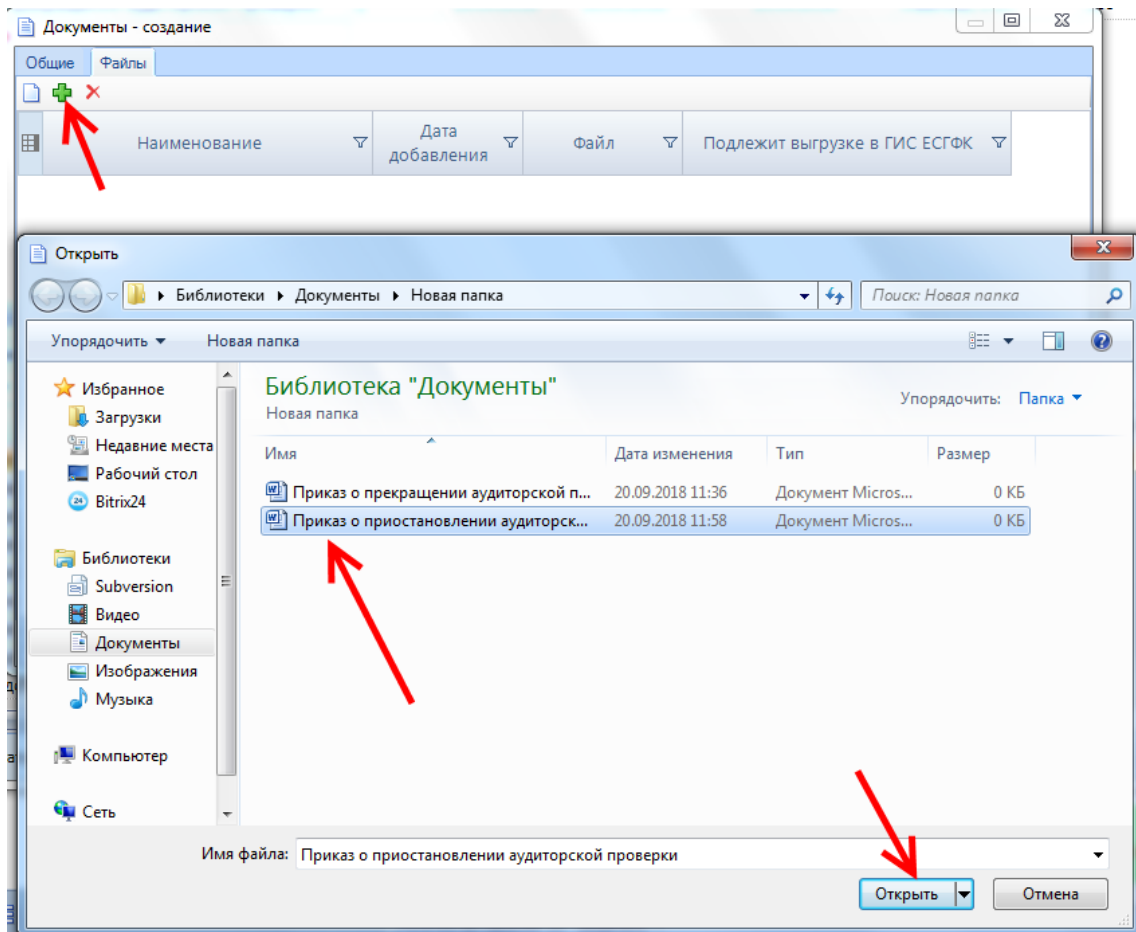 Документы - создание
Общие Файлы
Наименование Дата добавления Файл Подлежит выгрузке в ГИС ЕСГФК
Открыть
Библиотеки Документы Новая папка Поиск: Новая папка
Упорядочить Новая папка
Избранное
Загрузки
Недавние места
Рабочий стол
24 Bitrix24
Библиотеки
Subversion
Видео
Документы
Изображения
Музыка
Компьютер
Сеть
Библиотека "Документы"
Новая папка
Упорядочить: Папка
Имя Дата изменения Тип Размер
Приказ о прекращении аудиторской п... 20.09.2018 11:36 Документ Micros... 0 КБ
Приказ о приостановлении аудиторск... 20.09.2018 11:58 Документ Micros... 0 КБ
Имя файла: Приказ о приостановлении аудиторской проверки
Открыть Отмена